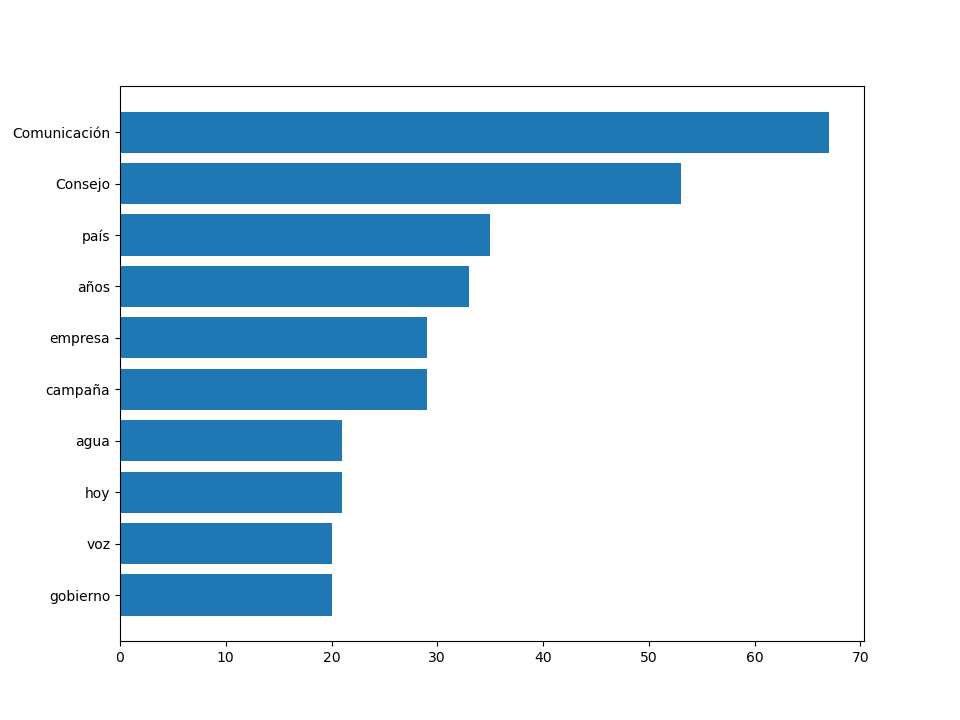 Comunicación
Consejo
país
años
empresa
campaña
agua
hoy
voz
gobierno
0 10 20 30 40 50 60 70